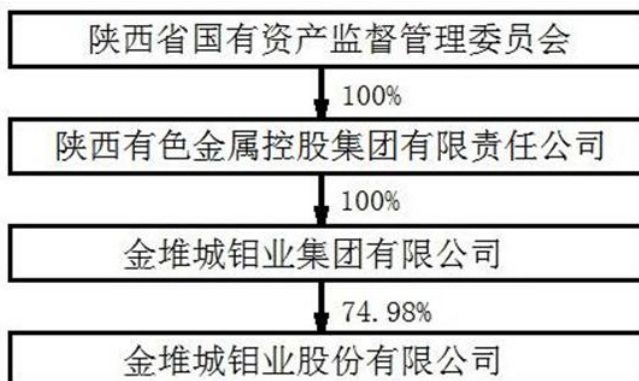 陕西省国有资产监督管理委员会
100%
陕西有色金属控股集团有限责任公司
100%
金堆城钼业集团有限公司
74.98%
金堆城钼业股份有限公司